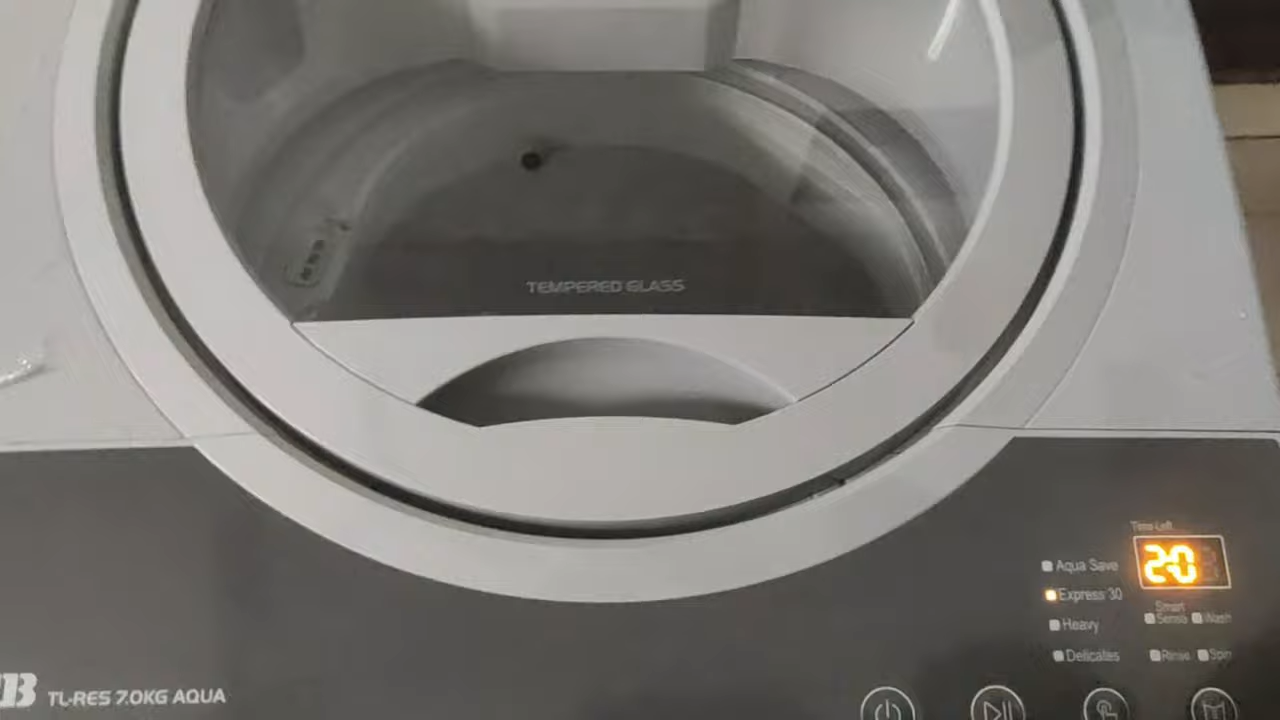 TEMPERED GLASS
Time Left
20
Aqua Save
Express 30
Smart
Sense
Wash
Heavy
Delicates
Rinse
Spin
TL-RES 7.0KG AQUA